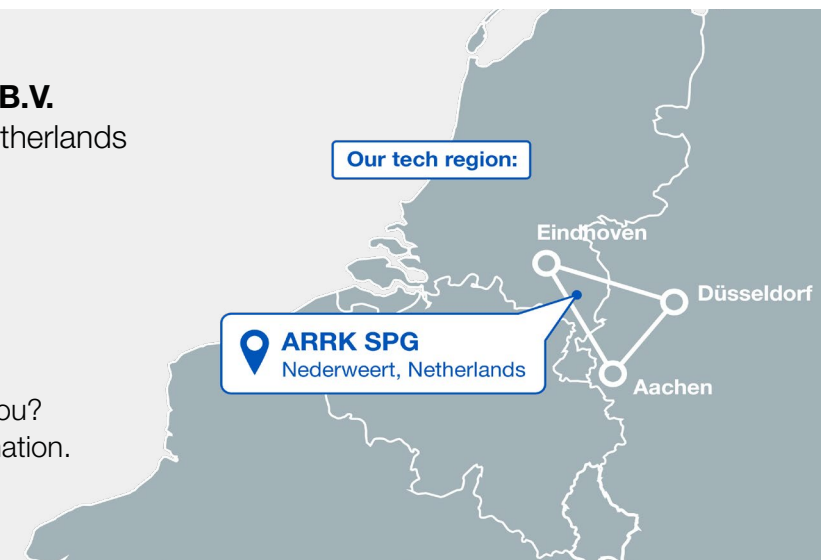 B.V.
therlands
Our tech region:
Eindhoven
Düsseldorf
ARRK SPG
Nederweert, Netherlands
Aachen
ou?
ation.